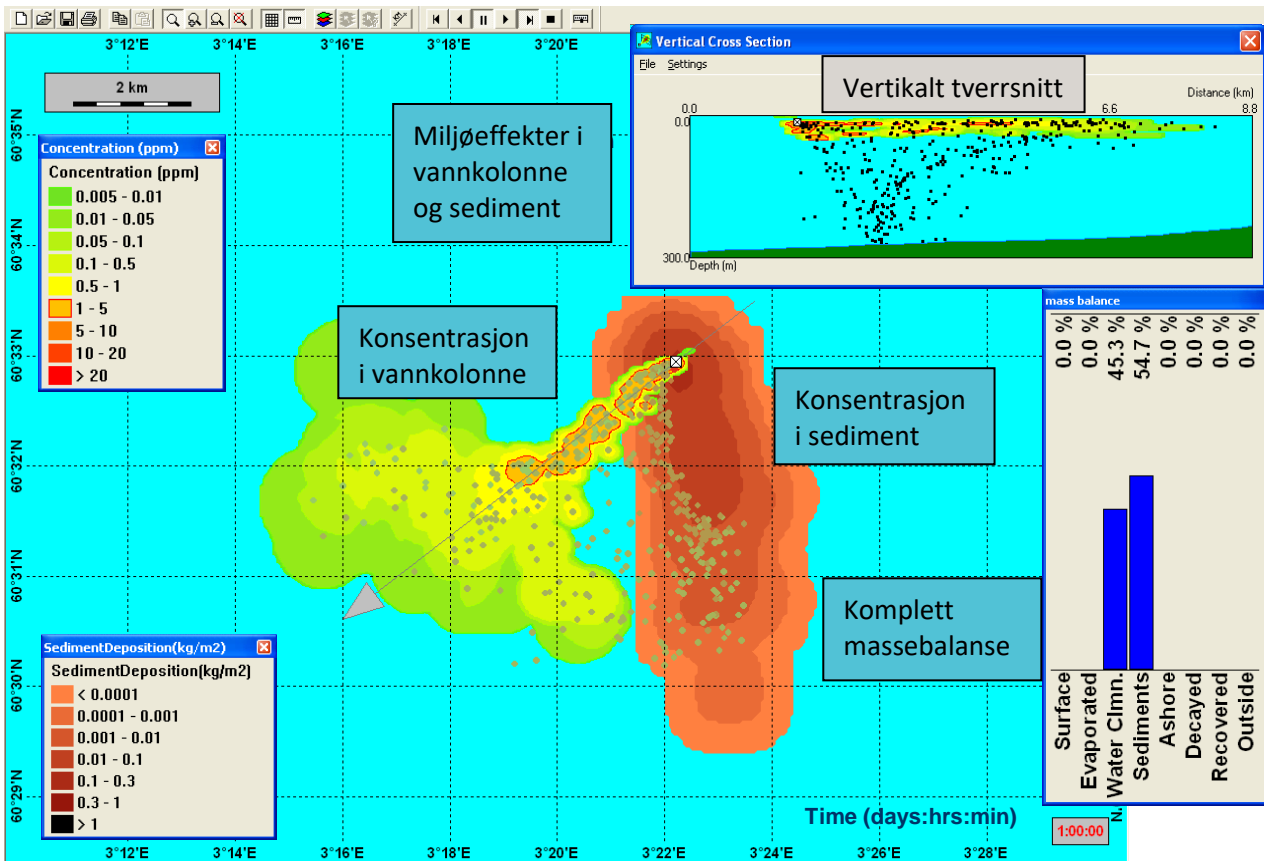 3°12'E 3°14'E 3°16'E 3°18'E 3°20'E
2 km
60°35'N
60°34'N
60°33'N
60°32'N
60°31'N
60°30'N
60°29'N
Concentration (ppm)
Concentration (ppm)
0.005 - 0.01
0.01 - 0.05
0.05 - 0.1
0.1 - 0.5
0.5 - 1
1 - 5
5 - 10
10 - 20
> 20
Miljøeffekter i
vannkolonne
og sediment
Vertical Cross Section
File Settings
Vertikalt tverrsnitt
Distance (km)
0.0 6.6 8.8
0.0
300.0
Depth (m)
Konsentrasjon
i vannkolonne
Konsentrasjon
i sediment
Komplett
massebalanse
mass balance
0.0 %
0.0 %
45.3 %
54.7 %
0.0 %
0.0 %
0.0 %
0.0 %
Surface
Evaporated
Water Clmn.
Sediments
Ashore
Decayed
Recovered
Outside
SedimentDeposition(kg/m2)
SedimentDeposition(kg/m2)
< 0.0001
0.0001 - 0.001
0.001 - 0.01
0.01 - 0.1
0.1 - 0.3
0.3 - 1
> 1
Time (days:hrs:min)
1:00:00
3°12'E 3°14'E 3°16'E 3°18'E 3°20'E 3°22'E 3°24'E 3°26'E 3°28'E